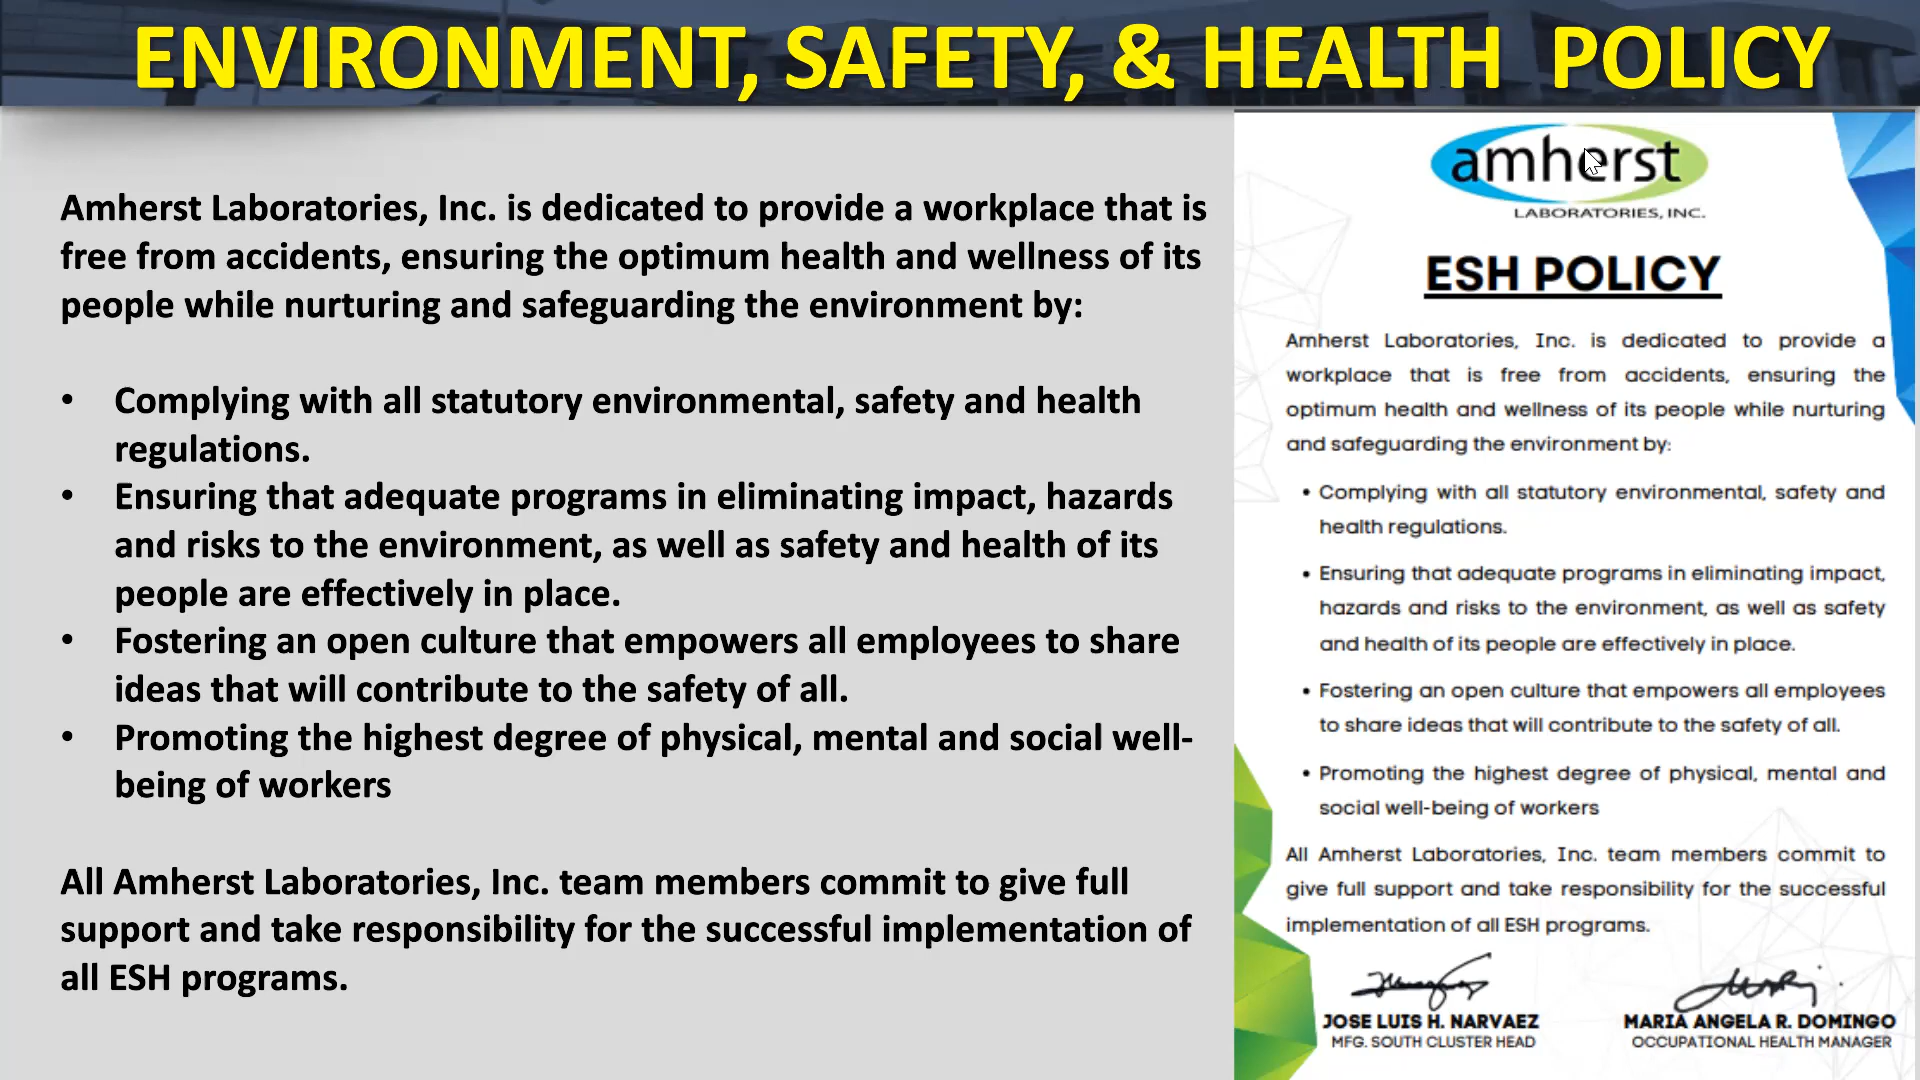 ENVIRONMENT, SAFETY, & HEALTH POLICY
Amherst Laboratories, Inc. is dedicated to provide a workplace that is
free from accidents, ensuring the optimum health and wellness of its
people while nurturing and safeguarding the environment by:
• Complying with all statutory environmental, safety and health
regulations.
• Ensuring that adequate programs in eliminating impact, hazards
and risks to the environment, as well as safety and health of its
people are effectively in place.
• Fostering an open culture that empowers all employees to share
ideas that will contribute to the safety of all.
• Promoting the highest degree of physical, mental and social well-
being of workers
All Amherst Laboratories, Inc. team members commit to give full
support and take responsibility for the successful implementation of
all ESH programs.
amherst
LABORATORIES, INC.
ESH POLICY
Amherst Laboratories, Inc. is dedicated to provide a
workplace that is free from accidents, ensuring the
optimum health and wellness of its people while nurturing
and safeguarding the environment by:
• Complying with all statutory environmental, safety and
health regulations.
• Ensuring that adequate programs in eliminating impact,
hazards and risks to the environment, as well as safety
and health of its people are effectively in place.
• Fostering an open culture that empowers all employees
to share ideas that will contribute to the safety of all.
• Promoting the highest degree of physical, mental and
social well-being of workers
All Amherst Laboratories, Inc. team members commit to
give full support and take responsibility for the successful
implementation of all ESH programs.
JOSE LUIS H. NARVAEZ
MFG. SOUTH CLUSTER HEAD
MARIA ANGELA R. DOMINGO
OCCUPATIONAL HEALTH MANAGER